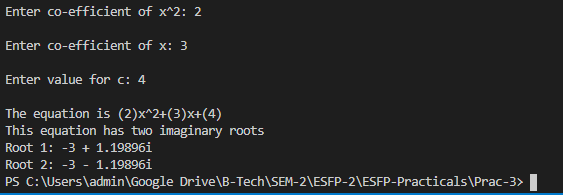 Enter co-efficient of x^2: 2
Enter co-efficient of x: 3
Enter value for c: 4
The equation is (2)x^2+(3)x+(4)
This equation has two imaginary roots
Root 1: -3 + 1.19896i
Root 2: -3 - 1.19896i
PS C:\Users\admin\Google Drive\B-Tech\SEM-2\ESFP-2\ESFP-Practicals\Prac-3>